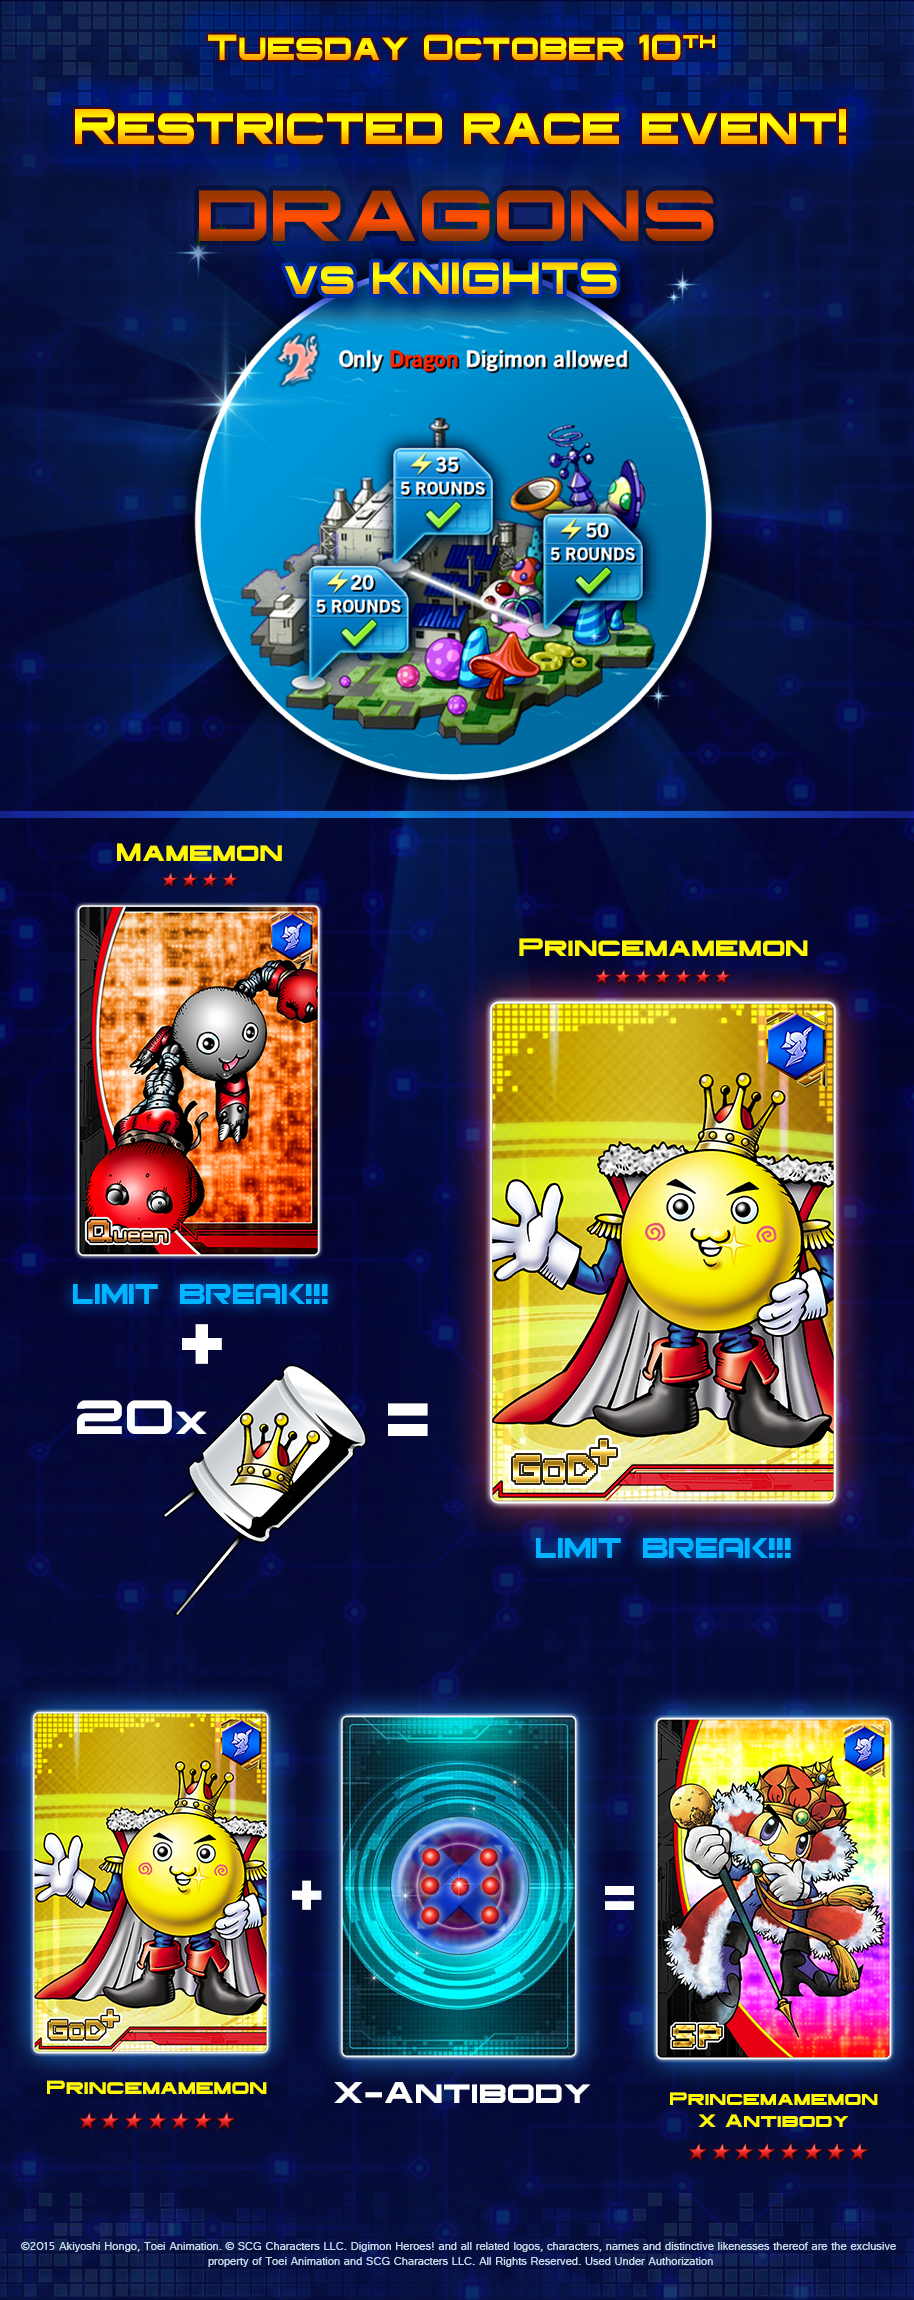 Tuesday October 10TH
Restricted race event!
DRAGONS
vs KNIGHTS
Only Dragon Digimon allowed
35
5 ROUNDS
50
5 ROUNDS
20
5 ROUNDS
Mamemon
Queen
LIMIT BREAK!!!
+
20x
=
Princemamemon
GOD+
LIMIT BREAK!!!
GOD+
Princemamemon
+
X-Antibody
=
SP
Princemamemon
X Antibody
©2015 Akiyoshi Hongo, Toei Animation. © SCG Characters LLC. Digimon Heroes! and all related logos, characters, names and distinctive likenesses thereof are the exclusive
property of Toei Animation and SCG Characters LLC. All Rights Reserved. Used Under Authorization